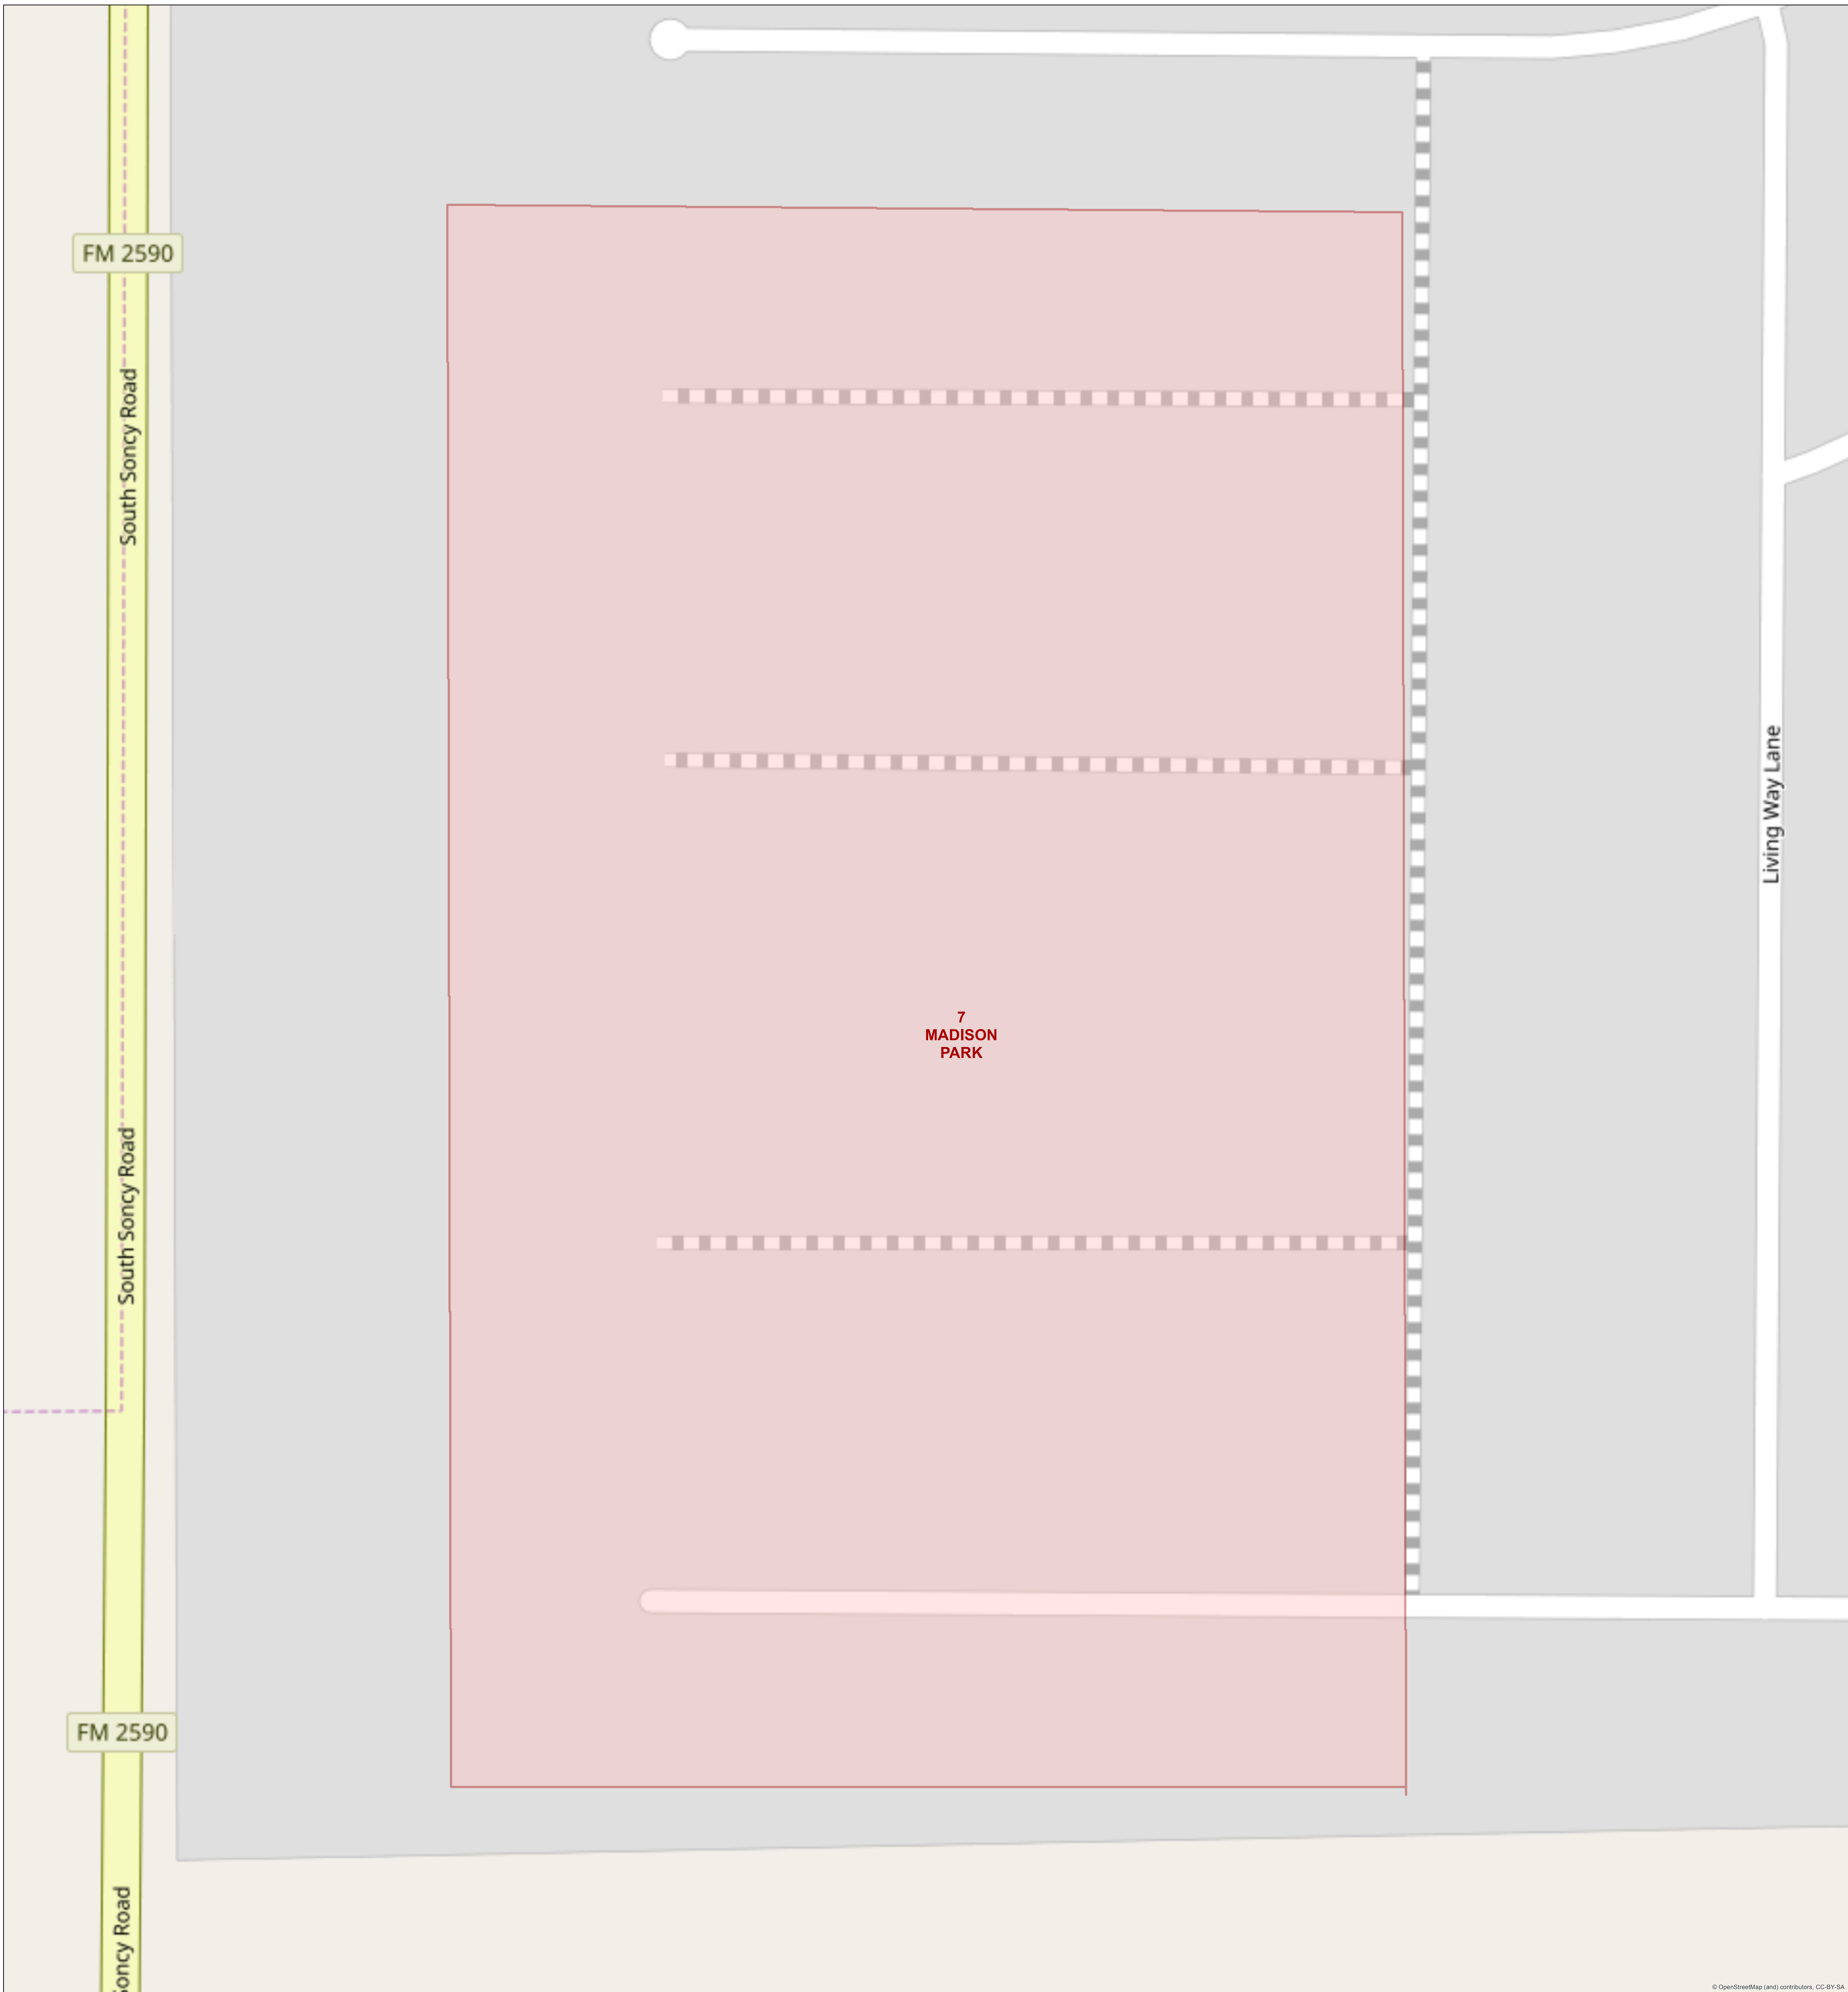 FM 2590
South Soncy Road
Living Way Lane
7
MADISON
PARK
South Soncy Road
FM 2590
Soncy Road
© OpenStreetMap (and) contributors, CC-BY-SA